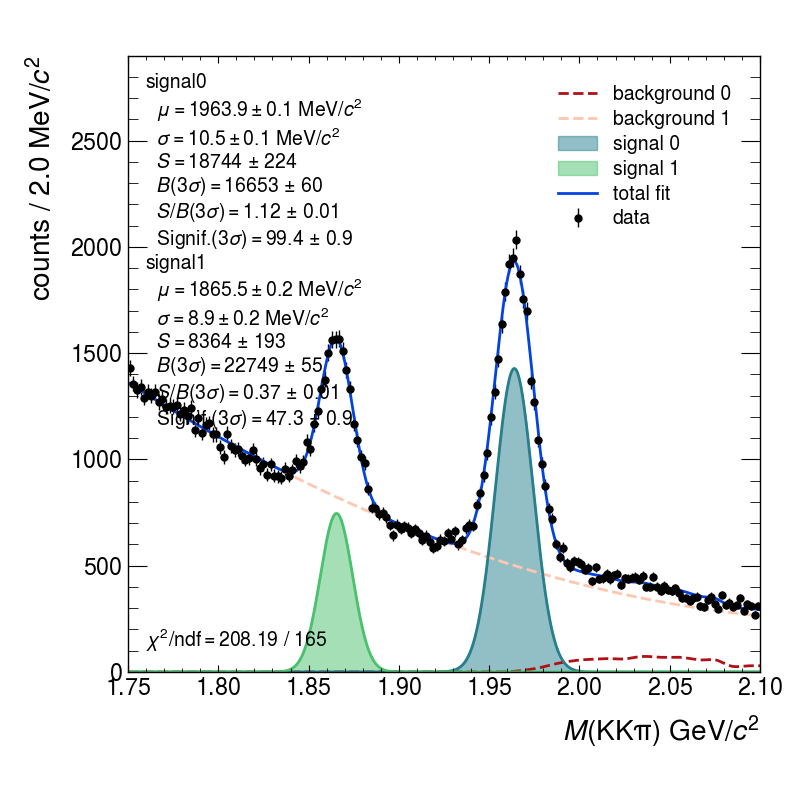 counts / 2.0 MeV/c²
signal0
μ = 1963.9 ± 0.1 MeV/c²
σ = 10.5 ± 0.1 MeV/c²
S = 18744 ± 224
B(3σ) = 16653 ± 60
S/B(3σ) = 1.12 ± 0.01
Signif.(3σ) = 99.4 ± 0.9
signal1
μ = 1865.5 ± 0.2 MeV/c²
σ = 8.9 ± 0.2 MeV/c²
S = 8364 ± 193
B(3σ) = 22749 ± 55
S/B(3σ) = 0.37 ± 0.01
Signif.(3σ) = 47.3 ± 0.9
background 0
background 1
signal 0
signal 1
total fit
data
2500
2000
1500
1000
500
0
χ²/ndf = 208.19 / 165
1.75 1.80 1.85 1.90 1.95 2.00 2.05 2.10
M(KKπ) GeV/c²